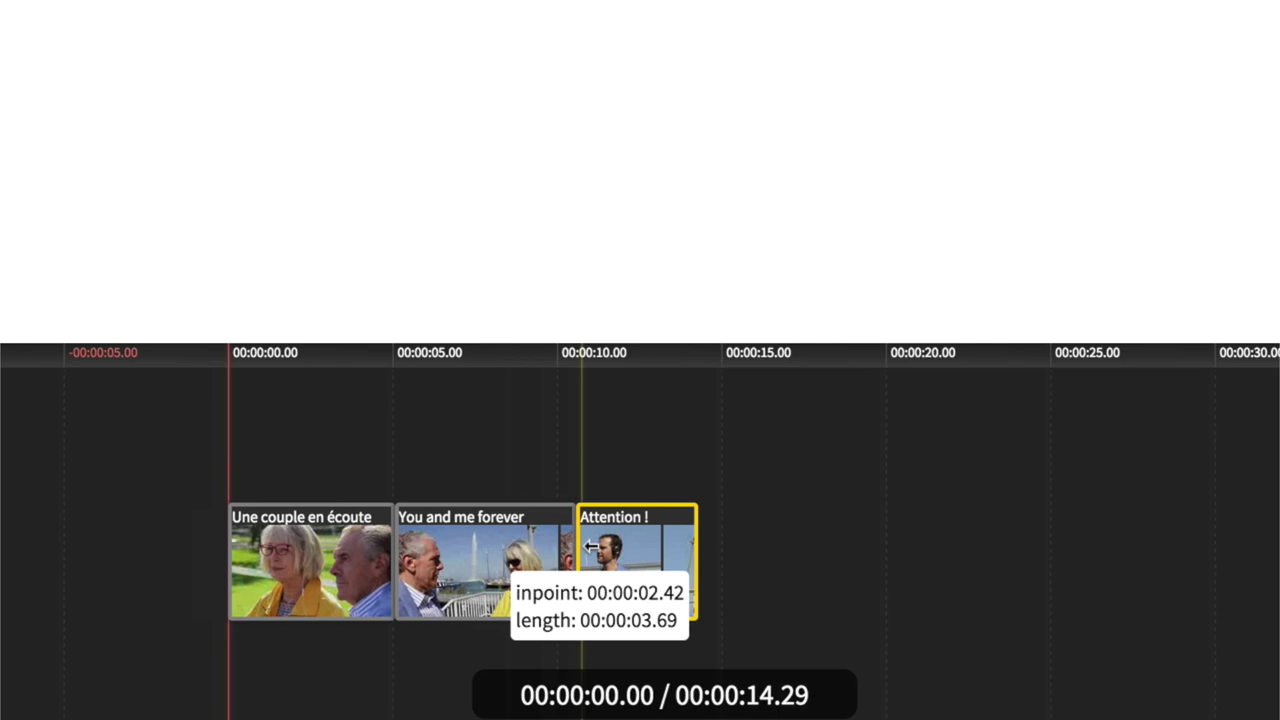 -00:00:05.00 00:00:00.00 00:00:05.00 00:00:10.00 00:00:15.00 00:00:20.00 00:00:25.00 00:00:30.00
Une couple en écoute You and me forever Attention !
inpoint: 00:00:02.42
length: 00:00:03.69
00:00:00.00 / 00:00:14.29